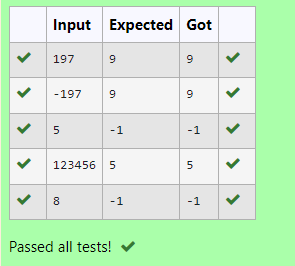 Input Expected Got
197 9 9
-197 9 9
5 -1 -1
123456 5 5
8 -1 -1
Passed all tests!